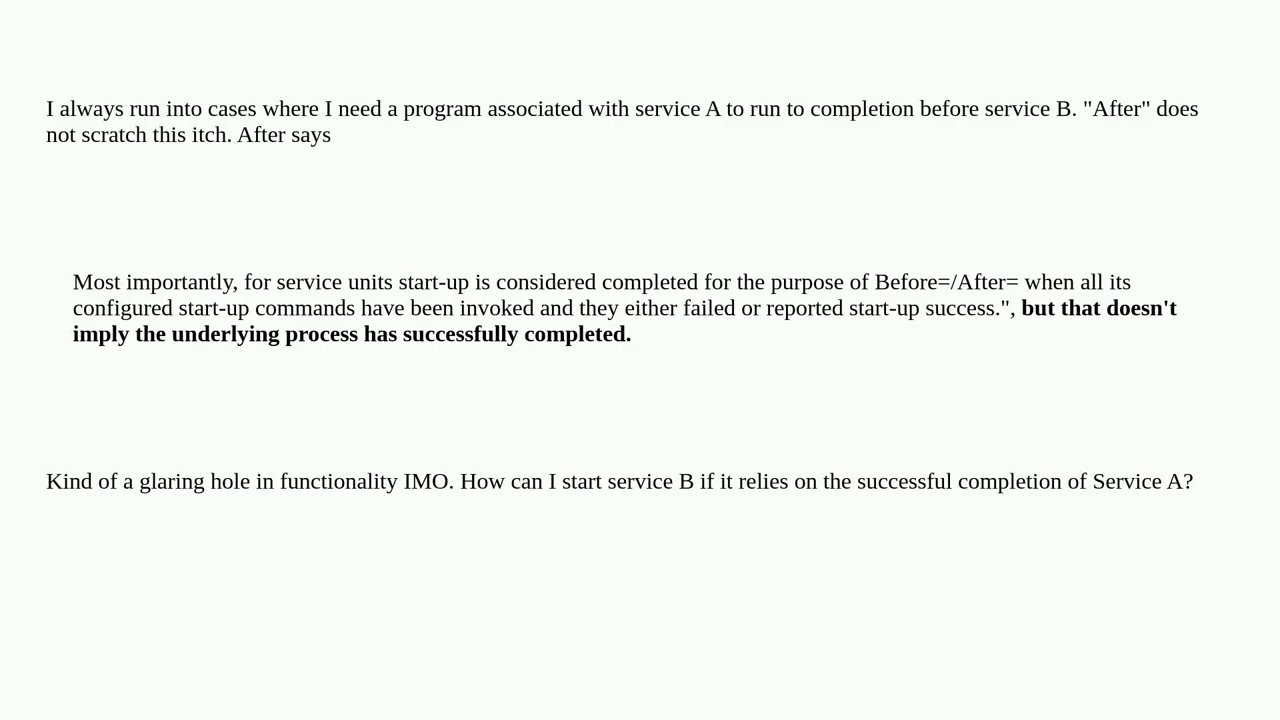 I always run into cases where I need a program associated with service A to run to completion before service B. "After" does
not scratch this itch. After says
Most importantly, for service units start-up is considered completed for the purpose of Before=/After= when all its
configured start-up commands have been invoked and they either failed or reported start-up success.", but that doesn't
imply the underlying process has successfully completed.
Kind of a glaring hole in functionality IMO. How can I start service B if it relies on the successful completion of Service A?